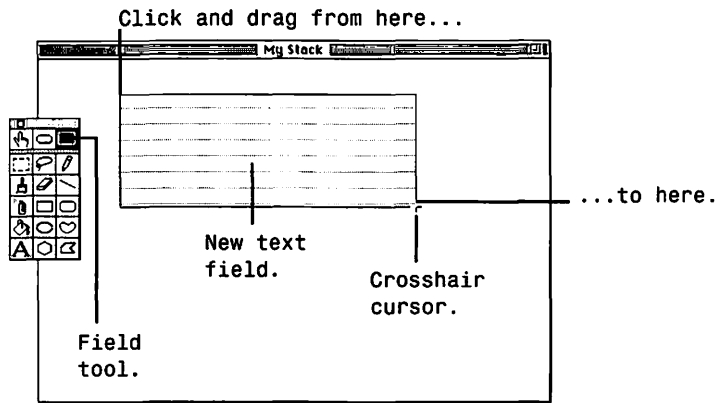 Click and drag from here...
My Stack
...to here.
New text
field.
Crosshair
cursor.
Field
tool.
A